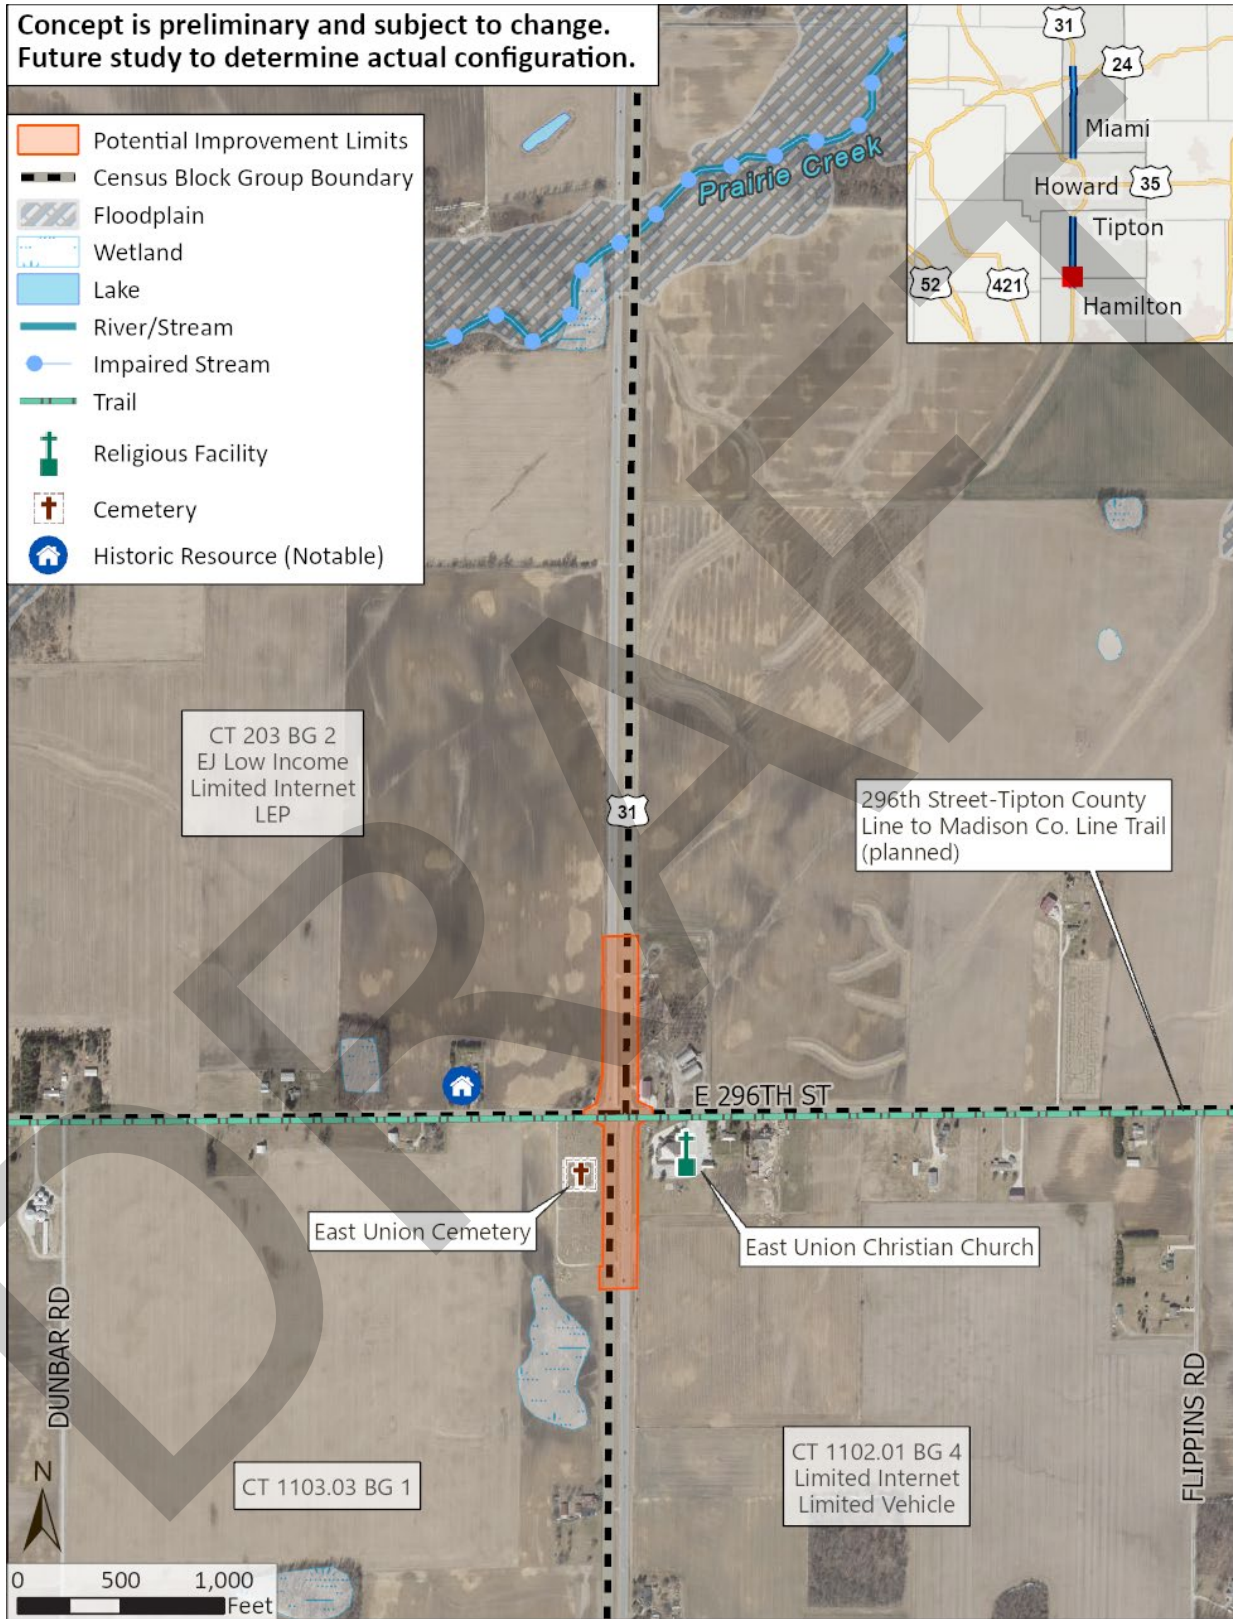 Concept is preliminary and subject to change.
Future study to determine actual configuration.
Potential Improvement Limits
Census Block Group Boundary
Floodplain
Wetland
Lake
River/Stream
Impaired Stream
Trail
Religious Facility
Cemetery
Historic Resource (Notable)
31
24
Miami
Howard
35
Tipton
52
421
Hamilton
Prairie Creek
CT 203 BG 2
EJ Low Income
Limited Internet
LEP
31
296th Street-Tipton County
Line to Madison Co. Line Trail
(planned)
E 296TH ST
East Union Cemetery
East Union Christian Church
DUNBAR RD
FLIPPINS RD
CT 1103.03 BG 1
CT 1102.01 BG 4
Limited Internet
Limited Vehicle
N
0 500 1,000
Feet
DRAFT